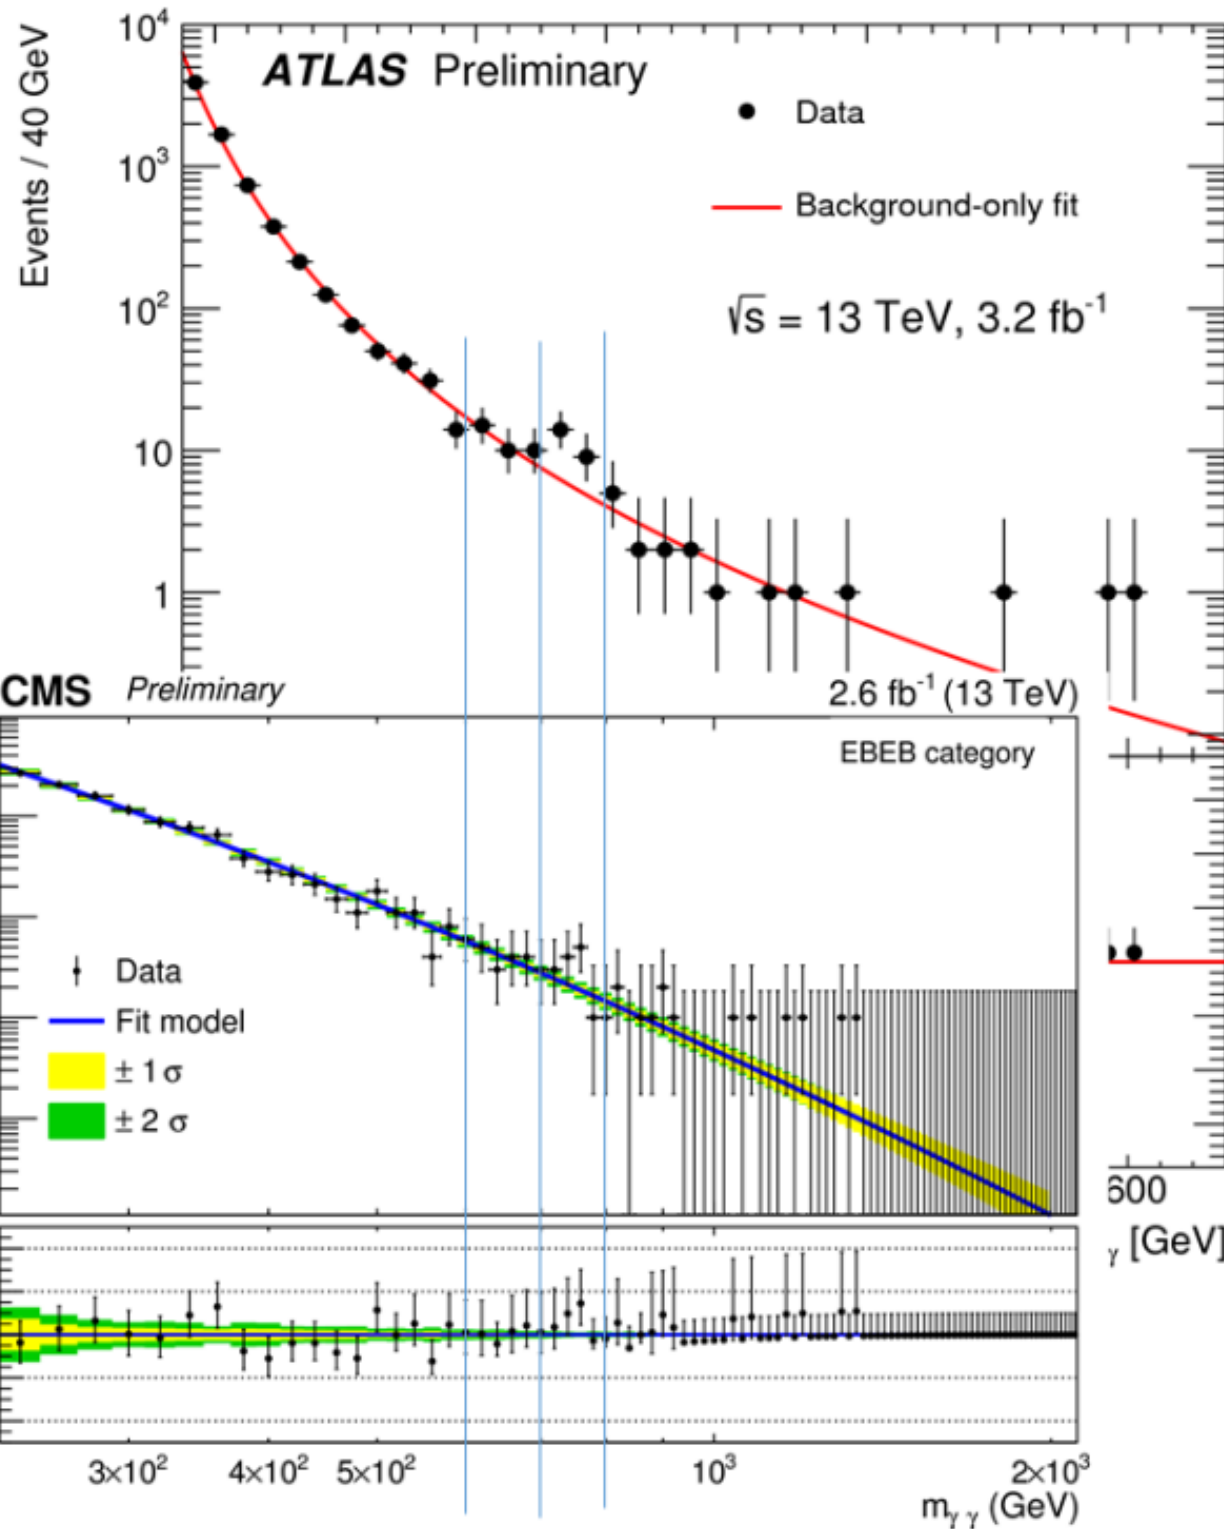 Events / 40 GeV
10⁴
10³
10²
10
1
ATLAS Preliminary
Data
Background-only fit
√s = 13 TeV, 3.2 fb⁻¹
CMS Preliminary
2.6 fb⁻¹ (13 TeV)
EBEB category
Data
Fit model
± 1 σ
± 2 σ
600
γ [GeV]
3×10² 4×10² 5×10² 10³ 2×10³
mγγ (GeV)